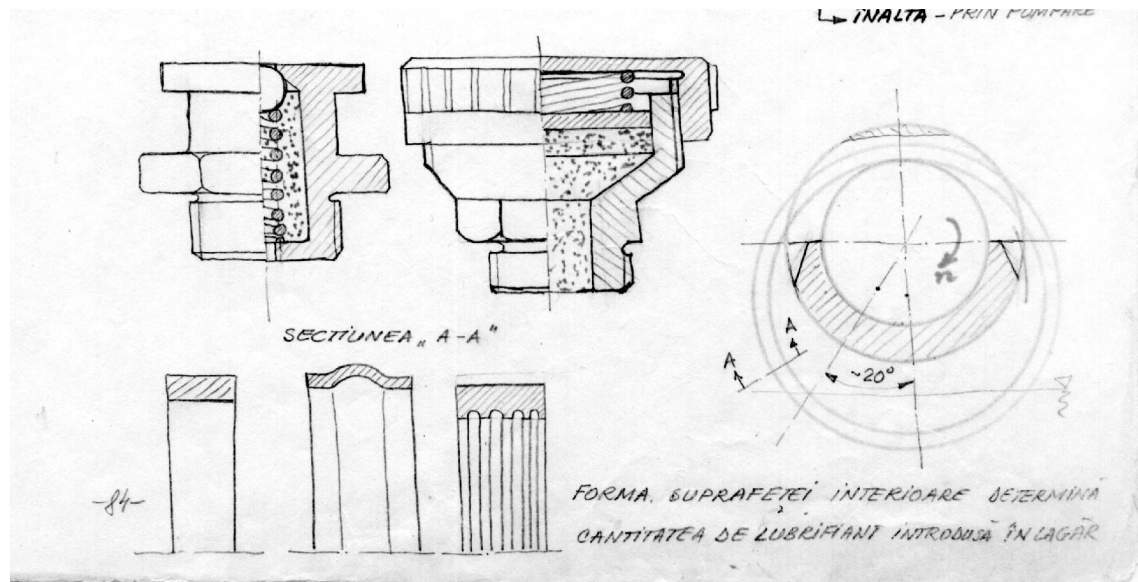 ÎNALTĂ - PRIN POMPARE
SECȚIUNEA „A-A"
n
A
A
~20°
-84-
FORMA SUPRAFEȚEI INTERIOARE DETERMINĂ
CANTITATEA DE LUBRIFIANT INTRODUSĂ ÎN LAGĂR